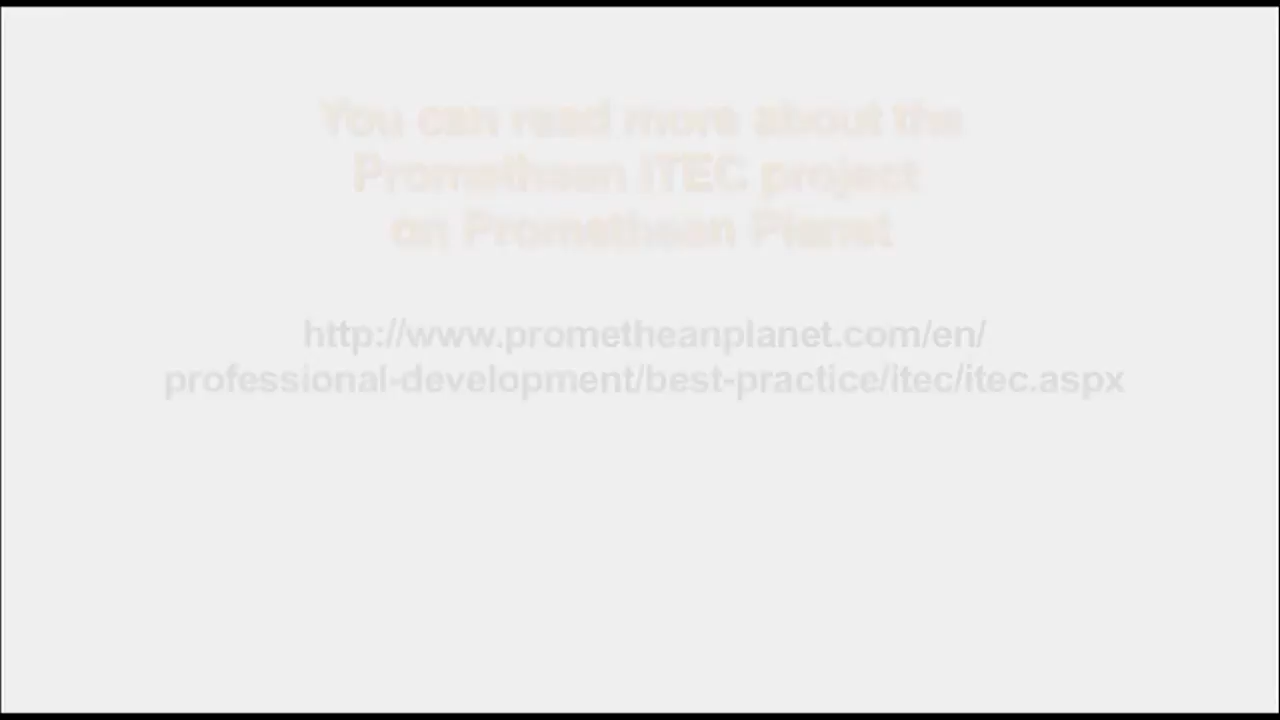 You can read more about the
Promethean ITEC project
on Promethean Planet
http://www.prometheanplanet.com/en/
professional-development/best-practice/itec/itec.aspx